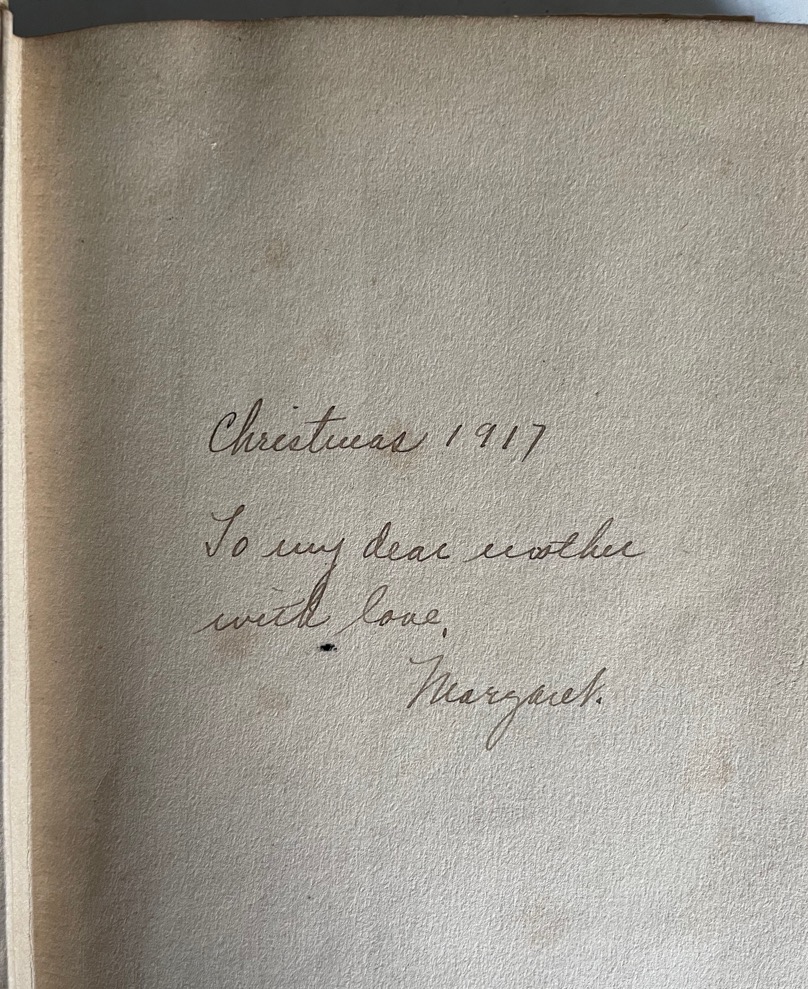 Christmas 1917
To my dear mother
with love.
Margaret.